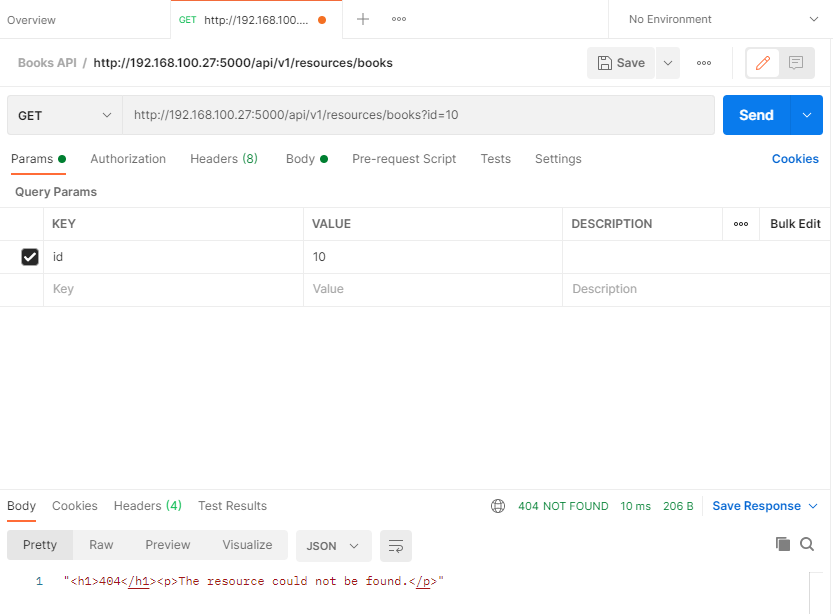 Overview
GET http://192.168.100....
No Environment
Books API / http://192.168.100.27:5000/api/v1/resources/books
Save
GET http://192.168.100.27:5000/api/v1/resources/books?id=10 Send
Params Authorization Headers (8) Body Pre-request Script Tests Settings Cookies
Query Params
KEY VALUE DESCRIPTION Bulk Edit
id 10
Key Value Description
Body Cookies Headers (4) Test Results 404 NOT FOUND 10 ms 206 B Save Response
Pretty Raw Preview Visualize JSON
1 "<h1>404</h1><p>The resource could not be found.</p>"